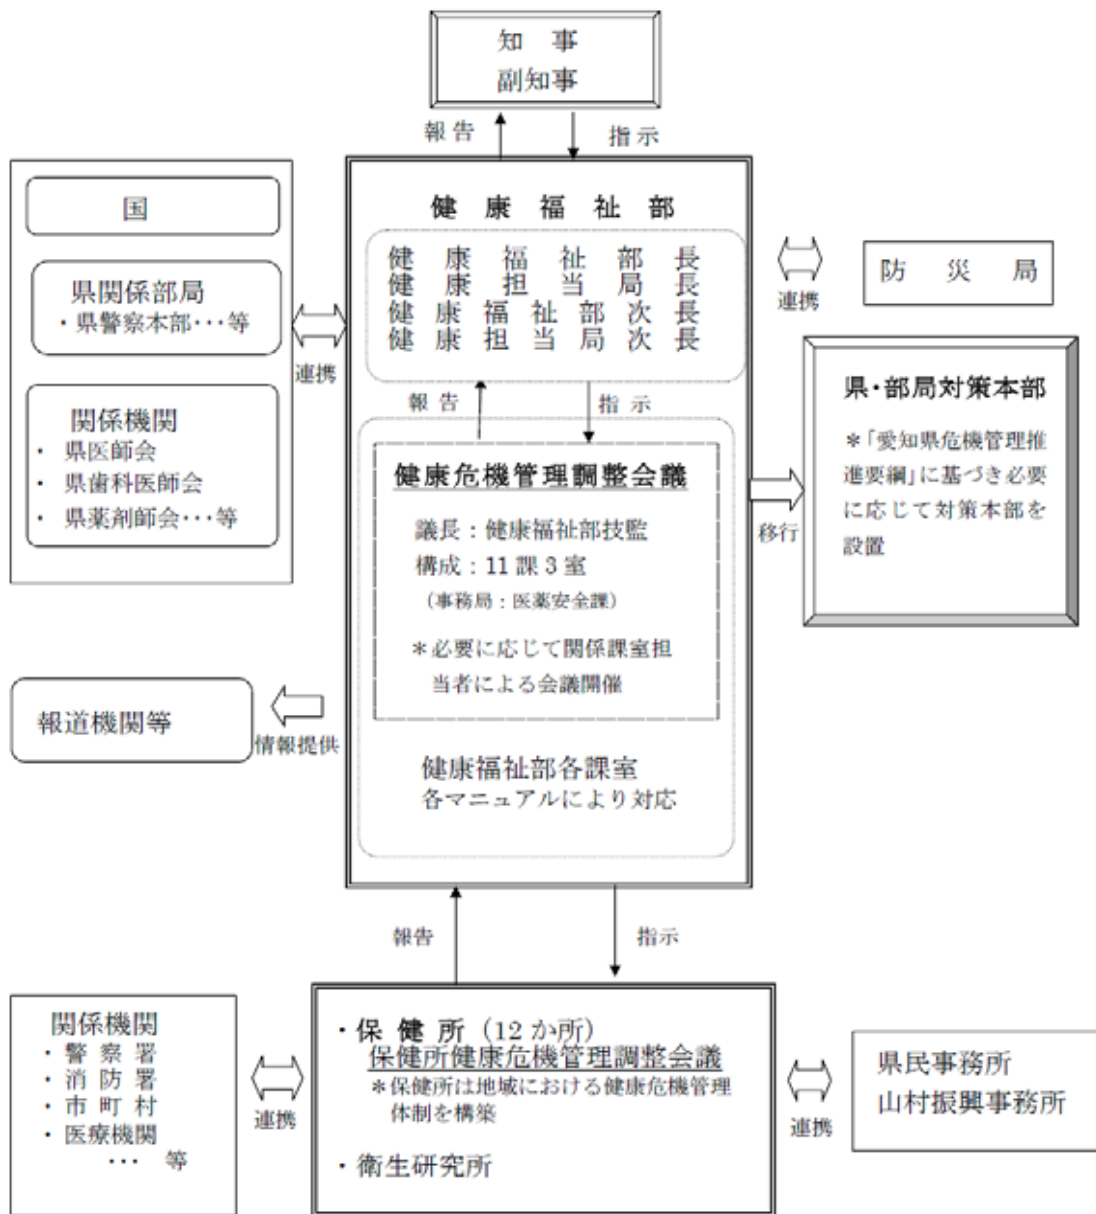 知　事
副知事
報告
指示
国
県関係部局
・県警察本部…等
関係機関
・ 県医師会
・ 県歯科医師会
・ 県薬剤師会…等
連携
健康福祉部
健康福祉部長
健康担当局長
健康福祉部次長
健康担当局次長
報告
指示
健康危機管理調整会議
議長：健康福祉部技監
構成：11 課 3 室
（事務局：医薬安全課）
＊必要に応じて関係課室担
当者による会議開催
健康福祉部各課室
各マニュアルにより対応
連携
防　災　局
県・部局対策本部
＊「愛知県危機管理推
進要綱」に基づき必要
に応じて対策本部を
設置
移行
報道機関等
情報提供
報告
指示
関係機関
・ 警 察 署
・ 消 防 署
・ 市 町 村
・ 医療機関
… 等
連携
・保 健 所 (12 か所)
保健所健康危機管理調整会議
＊保健所は地域における健康危機管理
体制を構築
・衛生研究所
連携
県民事務所
山村振興事務所